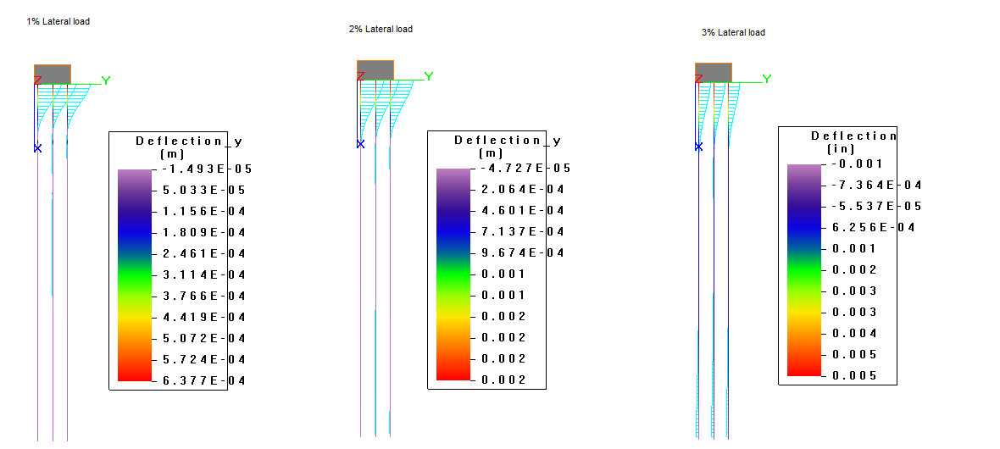 1% Lateral load
2% Lateral load
3% Lateral load
Z
Y
X
Deflection_y
(m)
-1.493E-05
5.033E-05
1.156E-04
1.809E-04
2.461E-04
3.114E-04
3.766E-04
4.419E-04
5.072E-04
5.724E-04
6.377E-04
Z
Y
X
Deflection_y
(m)
-4.727E-05
2.064E-04
4.601E-04
7.137E-04
9.674E-04
0.001
0.001
0.002
0.002
0.002
0.002
Z
Y
X
Deflection
(in)
-0.001
-7.364E-04
-5.537E-05
6.256E-04
0.001
0.002
0.003
0.003
0.004
0.005
0.005